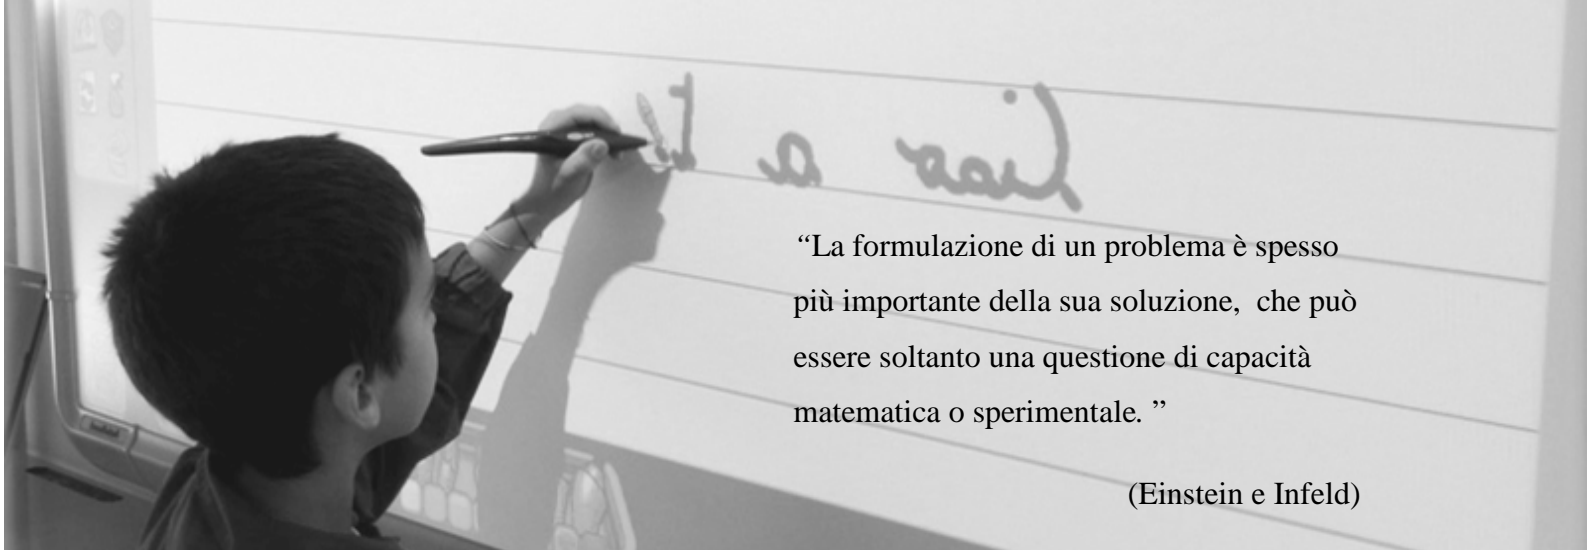 Ciao a t
“La formulazione di un problema è spesso
più importante della sua soluzione, che può
essere soltanto una questione di capacità
matematica o sperimentale. ”
(Einstein e Infeld)